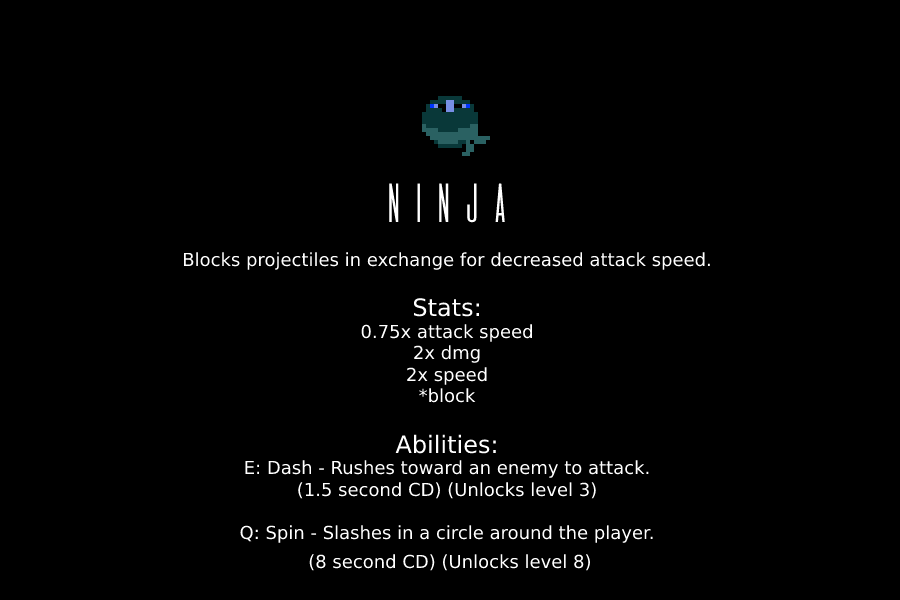 NINJA
Blocks projectiles in exchange for decreased attack speed.
Stats:
0.75x attack speed
2x dmg
2x speed
*block
Abilities:
E: Dash - Rushes toward an enemy to attack.
(1.5 second CD) (Unlocks level 3)
Q: Spin - Slashes in a circle around the player.
(8 second CD) (Unlocks level 8)